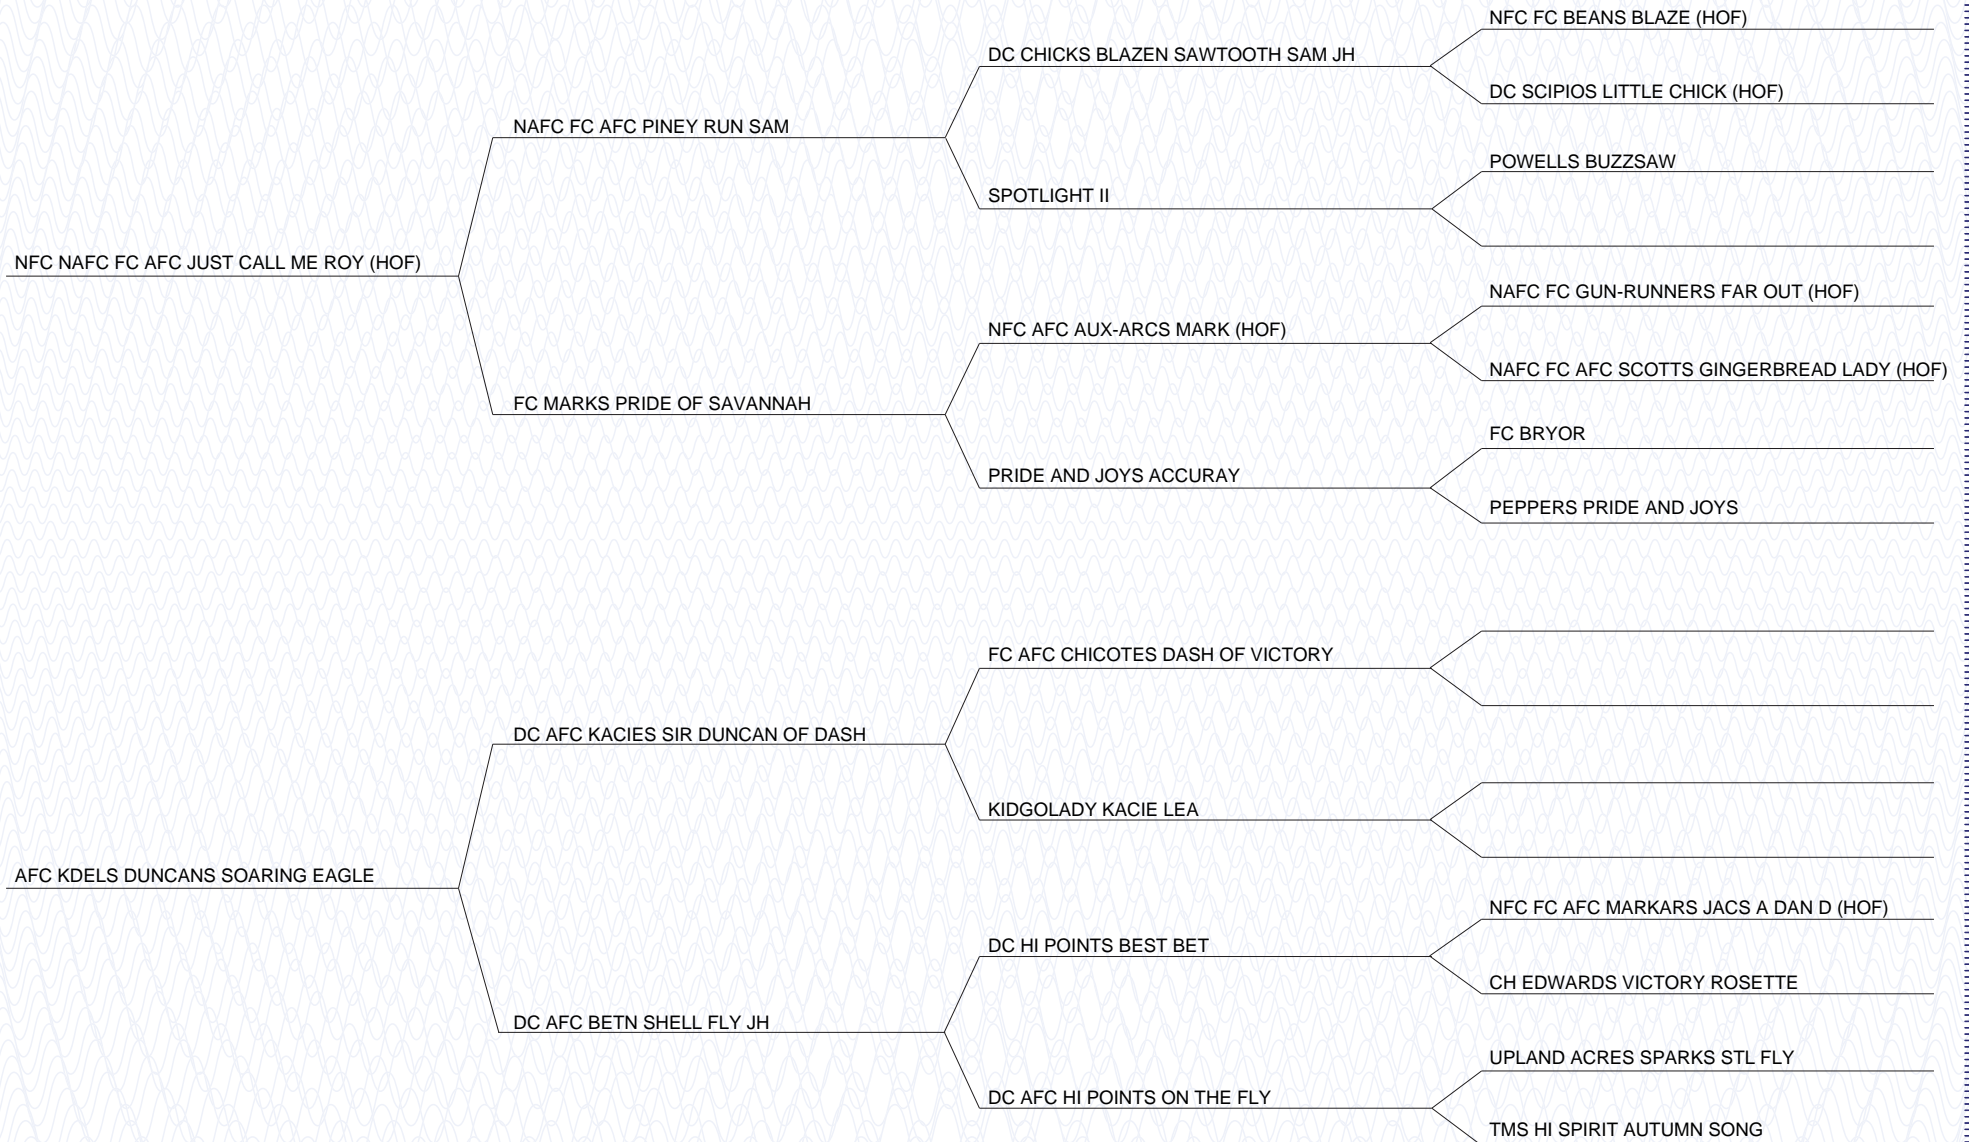 NFC FC BEANS BLAZE (HOF)
DC CHICKS BLAZEN SAWTOOTH SAM JH
DC SCIPIOS LITTLE CHICK (HOF)
NAFC FC AFC PINEY RUN SAM
POWELLS BUZZSAW
SPOTLIGHT II
NFC NAFC FC AFC JUST CALL ME ROY (HOF)
NAFC FC GUN-RUNNERS FAR OUT (HOF)
NFC AFC AUX-ARCS MARK (HOF)
NAFC FC AFC SCOTTS GINGERBREAD LADY (HOF)
FC MARKS PRIDE OF SAVANNAH
FC BRYOR
PRIDE AND JOYS ACCURAY
PEPPERS PRIDE AND JOYS
FC AFC CHICOTES DASH OF VICTORY
DC AFC KACIES SIR DUNCAN OF DASH
KIDGOLADY KACIE LEA
AFC KDELS DUNCANS SOARING EAGLE
NFC FC AFC MARKARS JACS A DAN D (HOF)
DC HI POINTS BEST BET
CH EDWARDS VICTORY ROSETTE
DC AFC BETN SHELL FLY JH
UPLAND ACRES SPARKS STL FLY
DC AFC HI POINTS ON THE FLY
TMS HI SPIRIT AUTUMN SONG